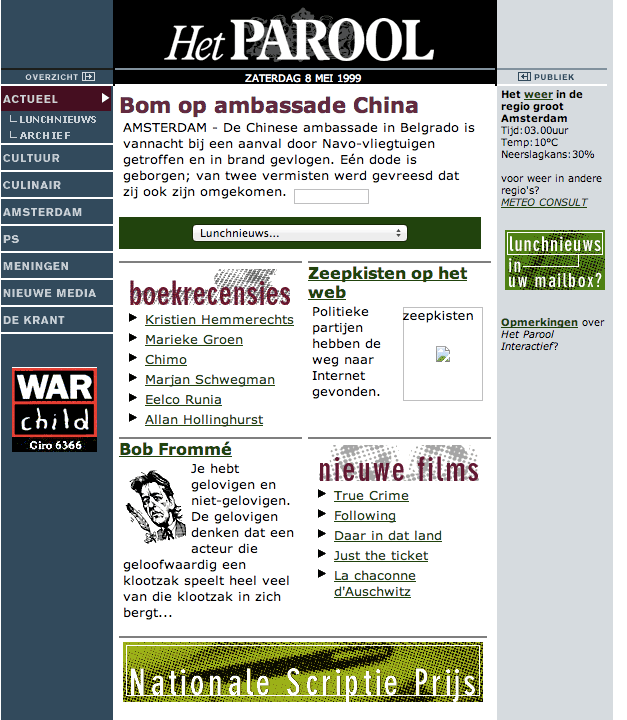 Het PAROOL
OVERZICHT
ZATERDAG 8 MEI 1999
PUBLIEK
ACTUEEL
LUNCHNIEUWS
ARCHIEF
CULTUUR
CULINAIR
AMSTERDAM
PS
MENINGEN
NIEUWE MEDIA
DE KRANT
WAR
child
Giro 6366
Bom op ambassade China
AMSTERDAM - De Chinese ambassade in Belgrado is
vannacht bij een aanval door Navo-vliegtuigen
getroffen en in brand gevlogen. Eén dode is
geborgen; van twee vermisten werd gevreesd dat
zij ook zijn omgekomen.
Lunchnieuws...
boekrecensies
Kristien Hemmerechts
Marieke Groen
Chimo
Marjan Schwegman
Eelco Runia
Allan Hollinghurst
Zeepkisten op het
web
Politieke
partijen
hebben de
weg naar
Internet
gevonden.
zeepkisten
Bob Frommé
Je hebt
gelovigen en
niet-gelovigen.
De gelovigen
denken dat een
acteur die
geloofwaardig een
klootzak speelt heel veel
van die klootzak in zich
bergt...
nieuwe films
True Crime
Following
Daar in dat land
Just the ticket
La chaconne
d'Auschwitz
Nationale Scriptie Prijs
Het weer in de
regio groot
Amsterdam
Tijd:03.00uur
Temp:10°C
Neerslagkans:30%
voor weer in andere
regio's?
METEO CONSULT
lunchnieuws
in
uw mailbox?
Opmerkingen over
Het Parool
Interactief?